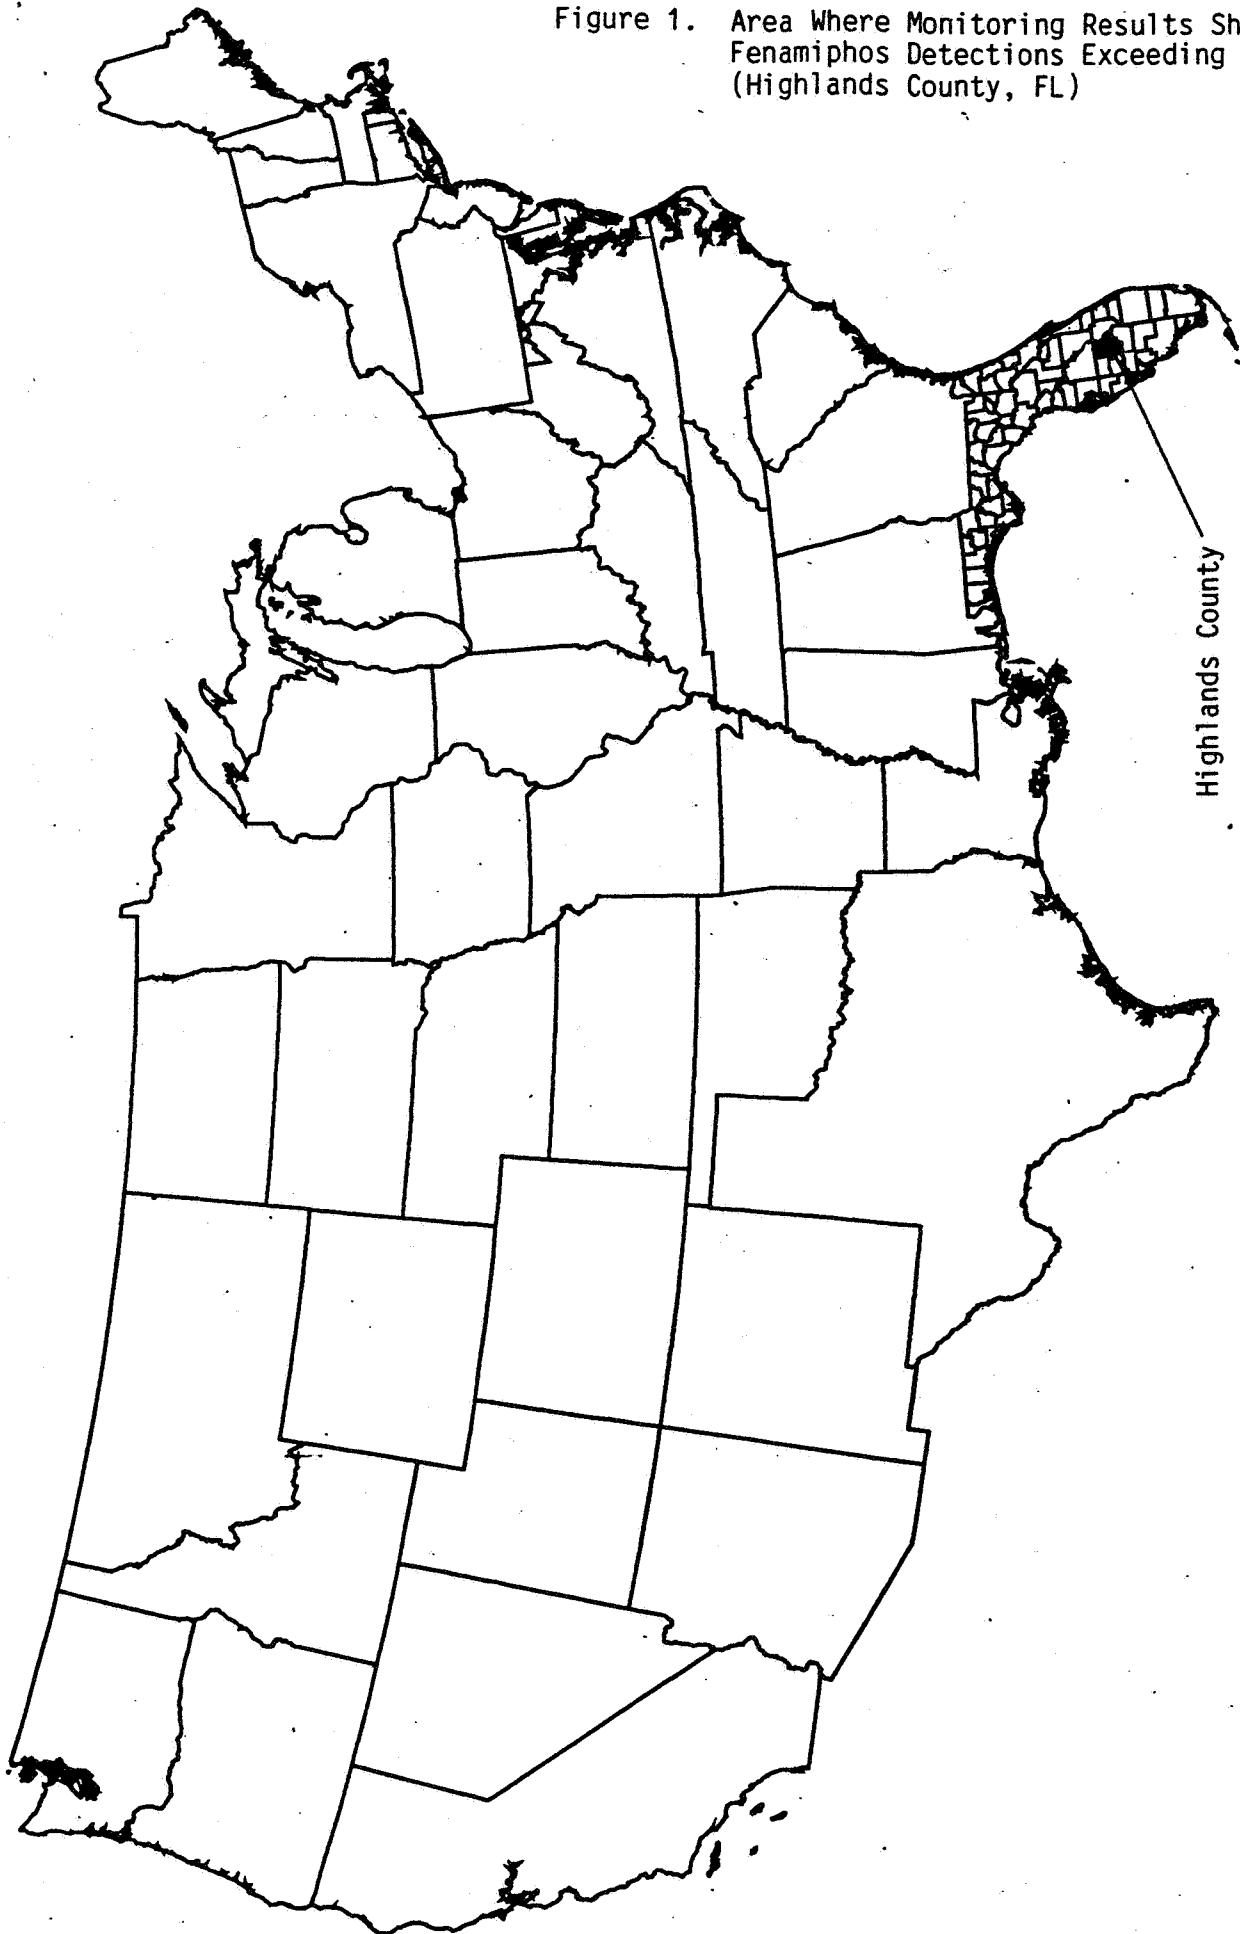 Figure 1. Area Where Monitoring Results Sh
Fenamiphos Detections Exceeding
(Highlands County, FL)
Highlands County